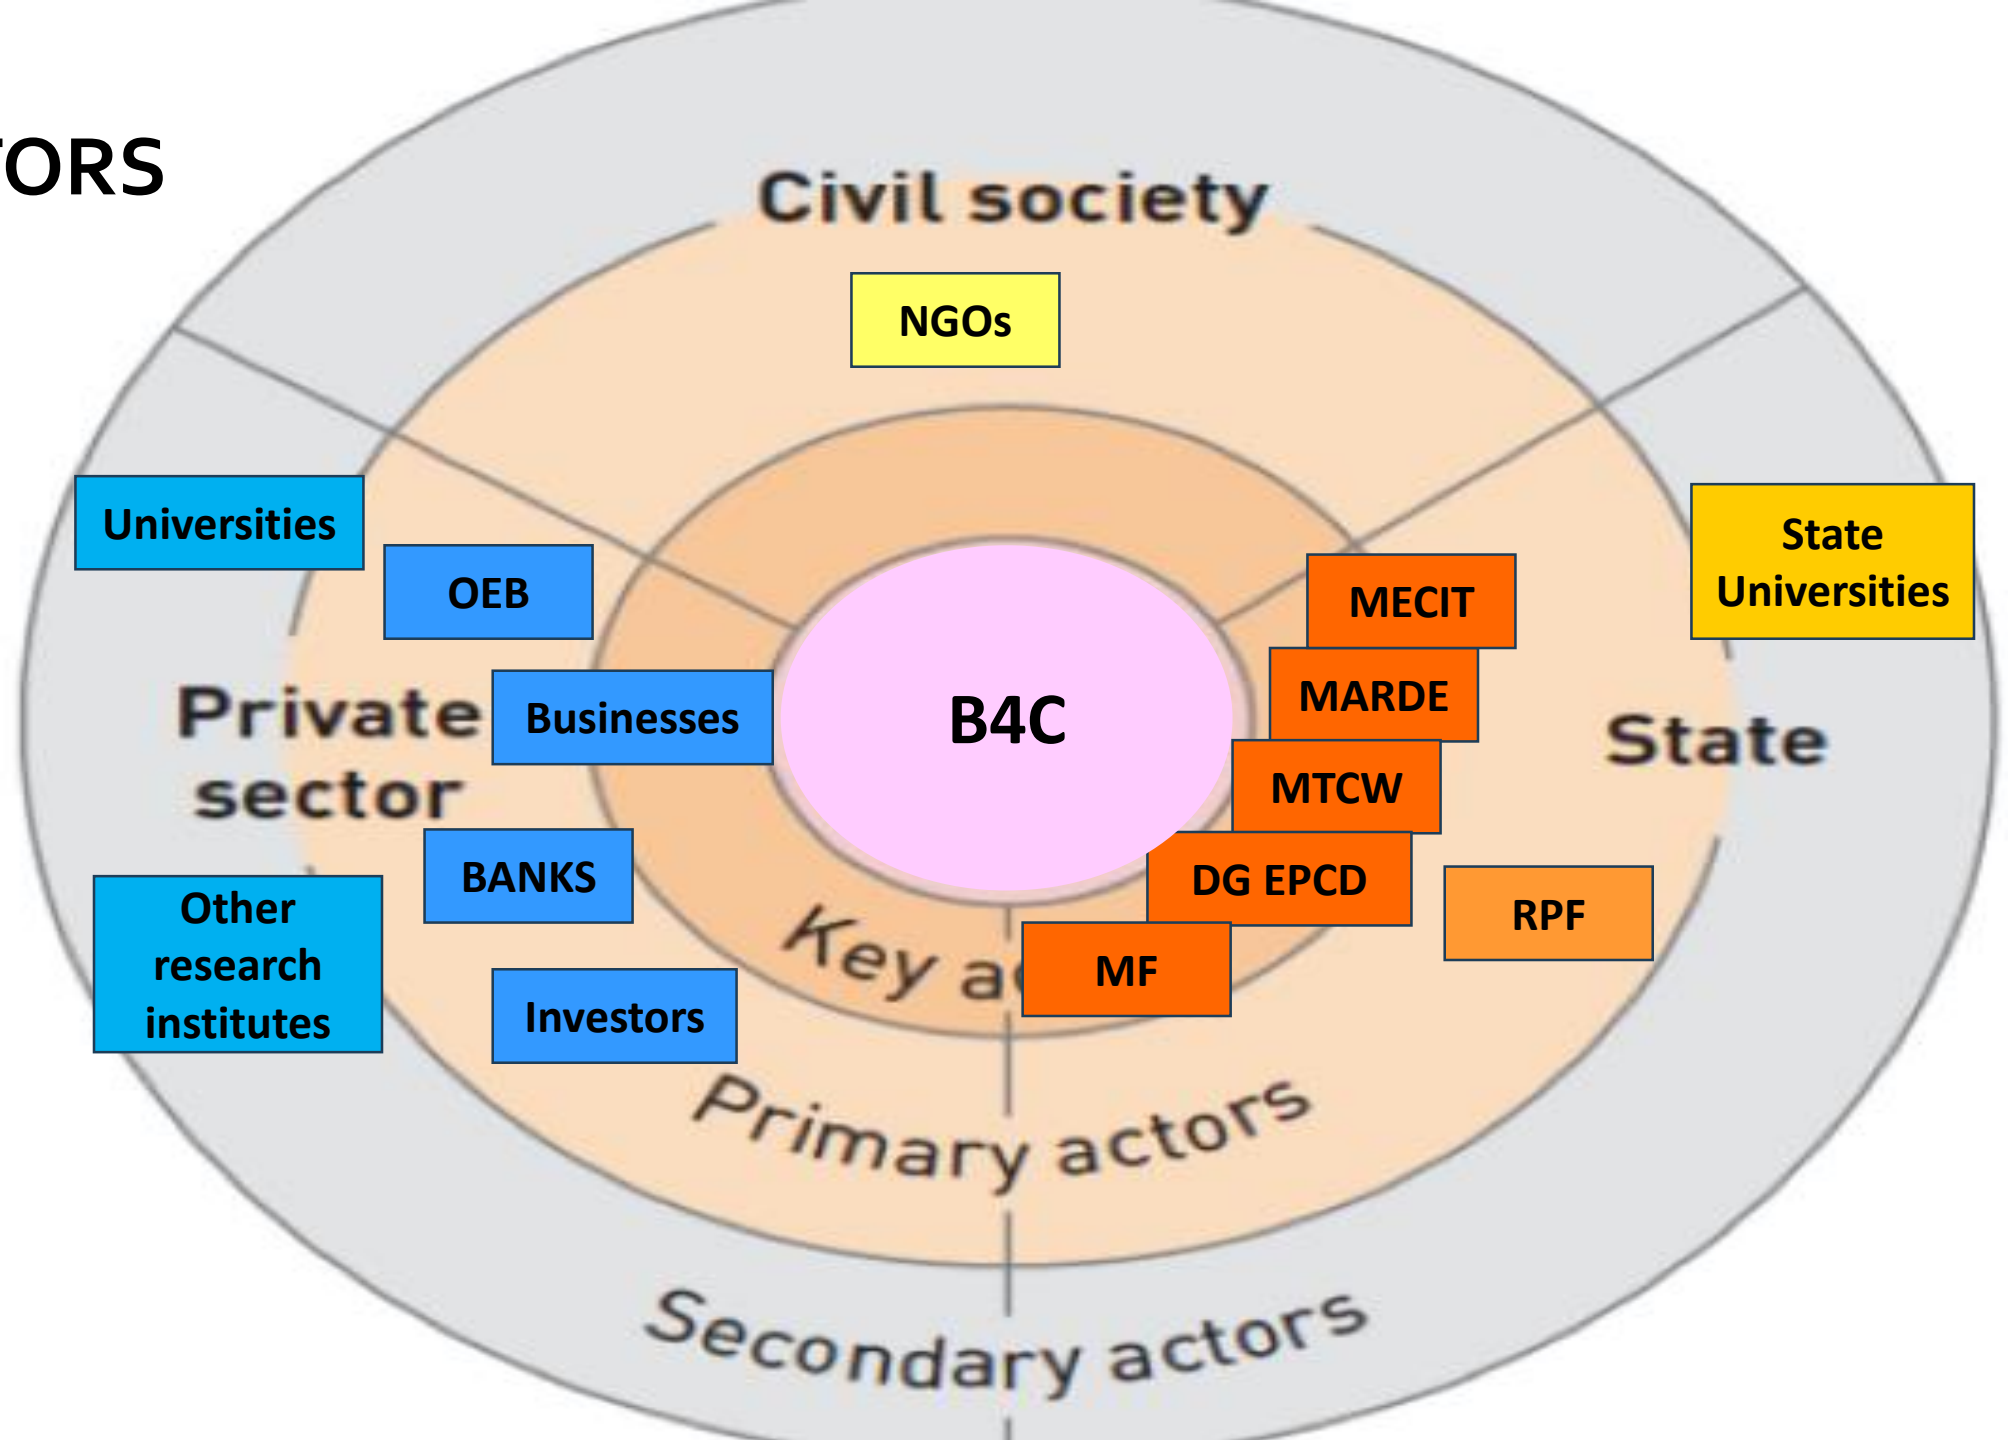 TORS
Civil society
NGOs
Universities
OEB
MECIT
State
Universities
Businesses
B4C
MARDE
Private
sector
State
MTCW
BANKS
DG EPCD
RPF
Other
research
institutes
Key
MF
Investors
Primary actors
Secondary actors